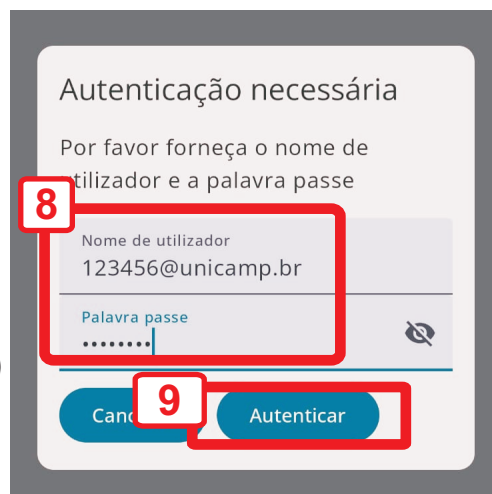 Autenticação necessária
Por favor forneça o nome de
utilizador e a palavra passe
8
Nome de utilizador
123456@unicamp.br
Palavra passe
••••••••
9
Autenticar